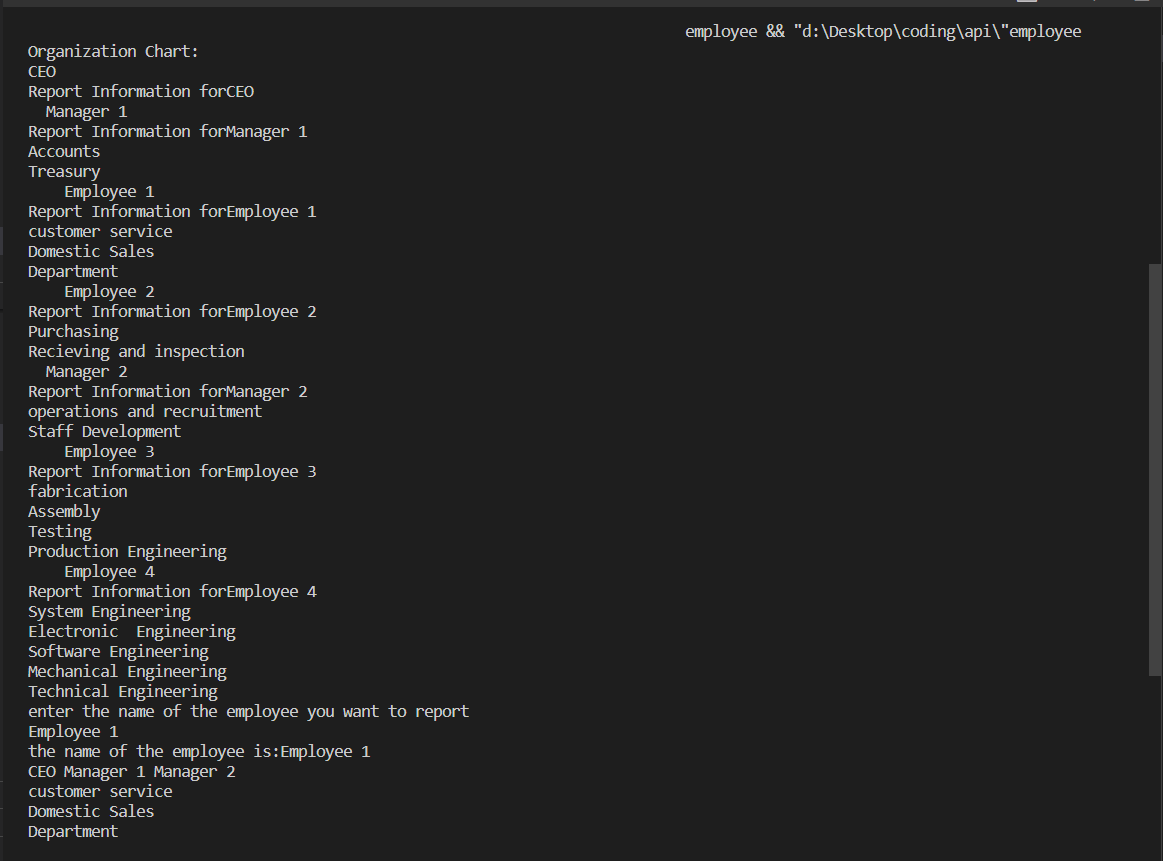 employee && "d:\Desktop\coding\api\"employee
Organization Chart:
CEO
Report Information forCEO
  Manager 1
Report Information forManager 1
Accounts
Treasury
    Employee 1
Report Information forEmployee 1
customer service
Domestic Sales
Department
    Employee 2
Report Information forEmployee 2
Purchasing
Recieving and inspection
  Manager 2
Report Information forManager 2
operations and recruitment
Staff Development
    Employee 3
Report Information forEmployee 3
fabrication
Assembly
Testing
Production Engineering
    Employee 4
Report Information forEmployee 4
System Engineering
Electronic  Engineering
Software Engineering
Mechanical Engineering
Technical Engineering
enter the name of the employee you want to report
Employee 1
the name of the employee is:Employee 1
CEO Manager 1 Manager 2
customer service
Domestic Sales
Department